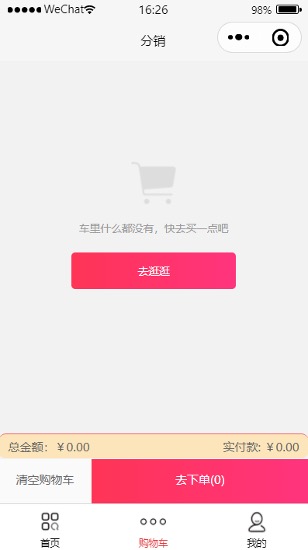 WeChat 16:26 98%
分销
车里什么都没有，快去买一点吧
去逛逛
总金额：￥0.00 实付款：￥0.00
清空购物车 去下单(0)
首页 购物车 我的